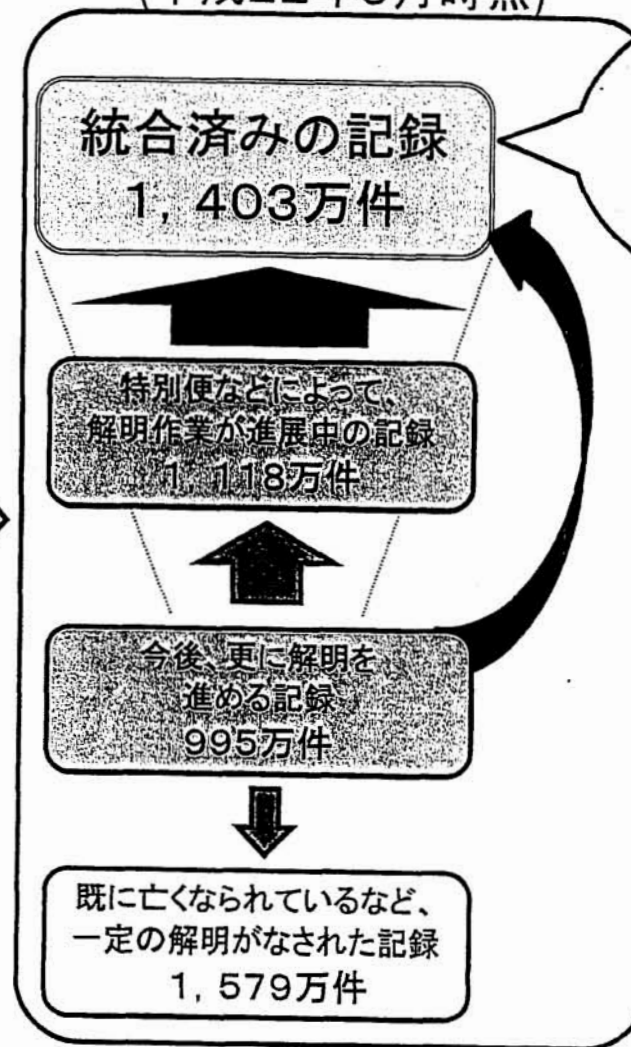 統合済みの記録
1,403万件
特別便などによって、
解明作業が進展中の記録
1,118万件
今後、更に解明を
進める記録
995万件
既に亡くなられているなど、
一定の解明がなされた記録
1,579万件